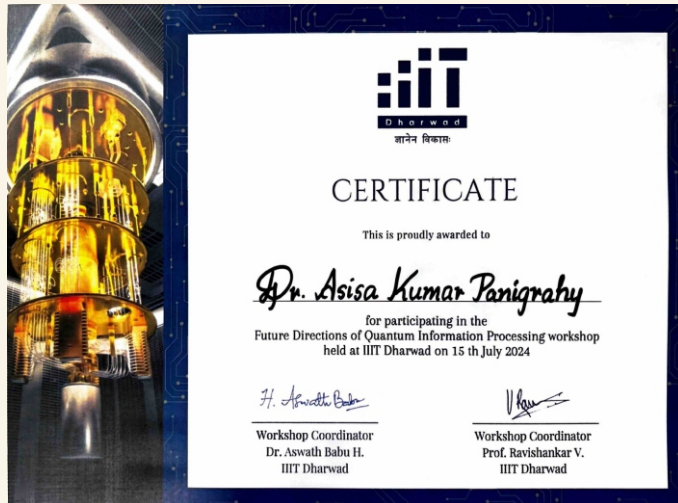 IIIT
Dharwad
ज्ञानेन विकासः
CERTIFICATE
This is proudly awarded to
Dr. Asisa Kumar Panigrahy
for participating in the
Future Directions of Quantum Information Processing workshop
held at IIIT Dharwad on 15 th July 2024
H. Aswath Babu
Workshop Coordinator
Dr. Aswath Babu H.
IIIT Dharwad
Workshop Coordinator
Prof. Ravishankar V.
IIIT Dharwad